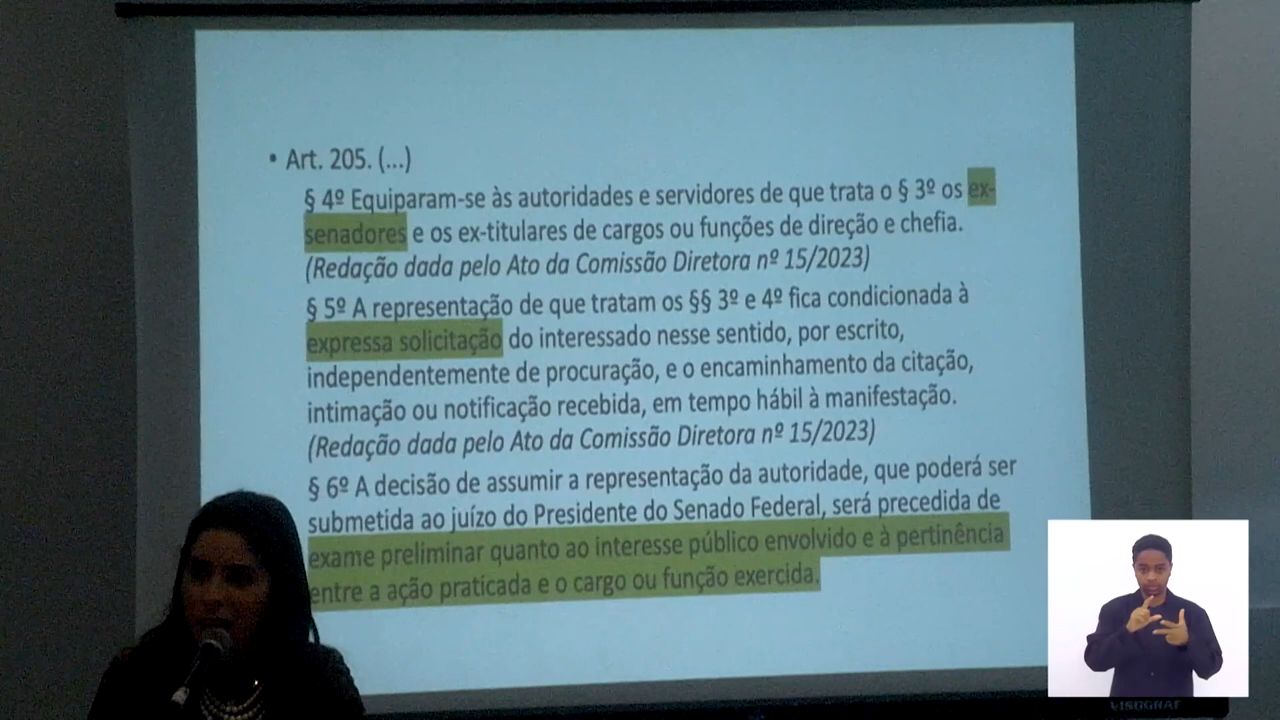 • Art. 205. (...)
§ 4º Equiparam-se às autoridades e servidores de que trata o § 3º os ex-
senadores e os ex-titulares de cargos ou funções de direção e chefia.
(Redação dada pelo Ato da Comissão Diretora nº 15/2023)
§ 5º A representação de que tratam os §§ 3º e 4º fica condicionada à
expressa solicitação do interessado nesse sentido, por escrito,
independentemente de procuração, e o encaminhamento da citação,
intimação ou notificação recebida, em tempo hábil à manifestação.
(Redação dada pelo Ato da Comissão Diretora nº 15/2023)
§ 6º A decisão de assumir a representação da autoridade, que poderá ser
submetida ao juízo do Presidente do Senado Federal, será precedida de
exame preliminar quanto ao interesse público envolvido e à pertinência
entre a ação praticada e o cargo ou função exercida.
VISOGRAF